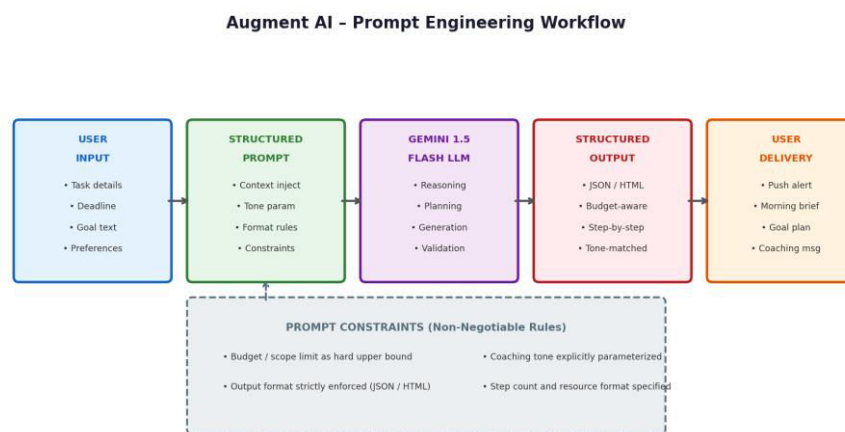 Augment AI – Prompt Engineering Workflow
USER
INPUT
• Task details
• Deadline
• Goal text
• Preferences
STRUCTURED
PROMPT
• Context inject
• Tone param
• Format rules
• Constraints
GEMINI 1.5
FLASH LLM
• Reasoning
• Planning
• Generation
• Validation
STRUCTURED
OUTPUT
• JSON / HTML
• Budget-aware
• Step-by-step
• Tone-matched
USER
DELIVERY
• Push alert
• Morning brief
• Goal plan
• Coaching msg
PROMPT CONSTRAINTS (Non-Negotiable Rules)
• Budget / scope limit as hard upper bound
• Output format strictly enforced (JSON / HTML)
• Coaching tone explicitly parameterized
• Step count and resource format specified